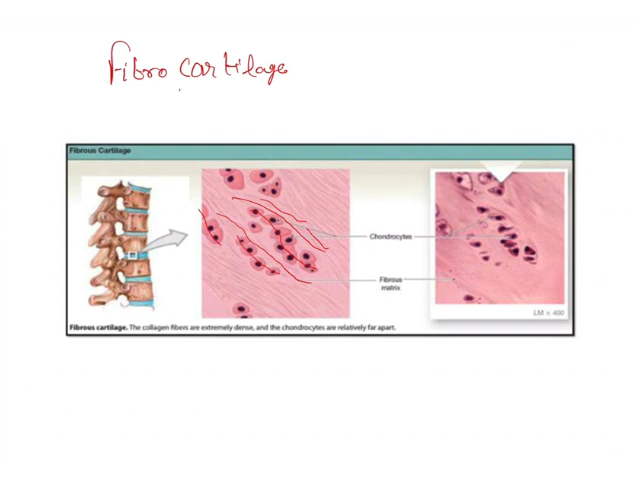 Fibro cartilage
Fibrous Cartilage
Chondrocytes
Fibrous
matrix
LM × 400
Fibrous cartilage. The collagen fibers are extremely dense, and the chondrocytes are relatively far apart.